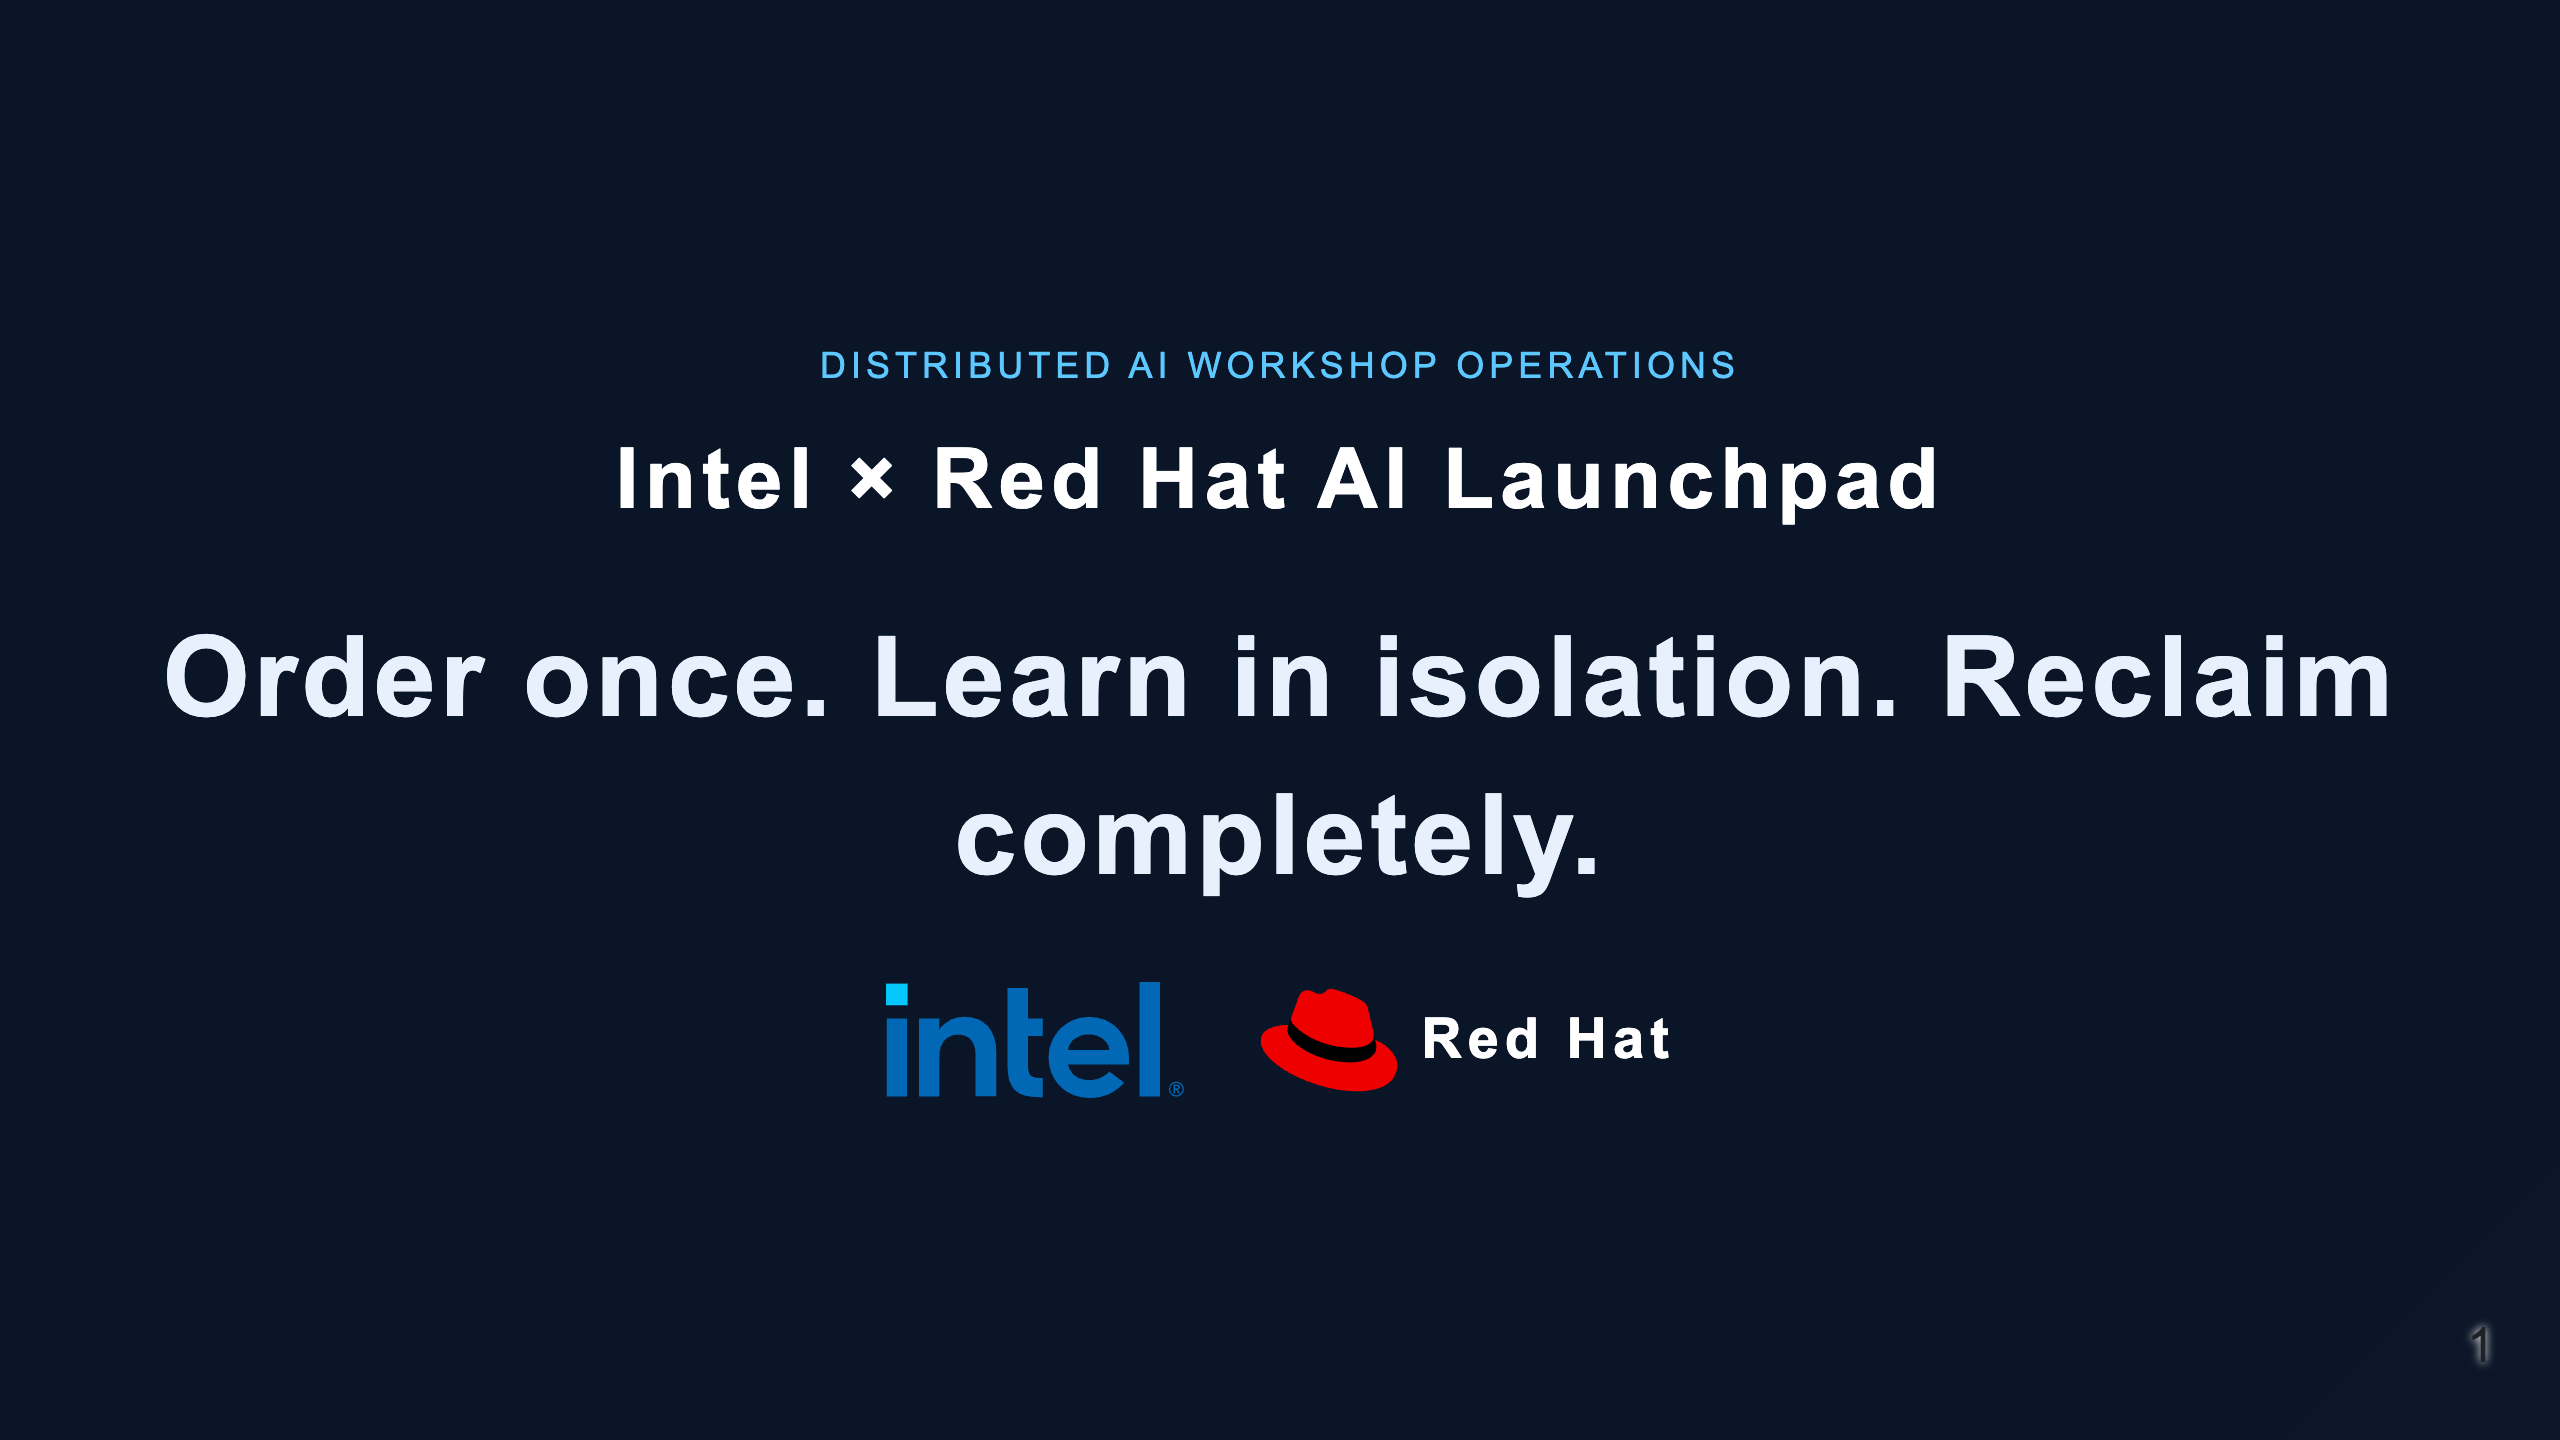 DISTRIBUTED AI WORKSHOP OPERATIONS
Intel × Red Hat AI Launchpad
Order once. Learn in isolation. Reclaim
completely.
intel®
Red Hat
1